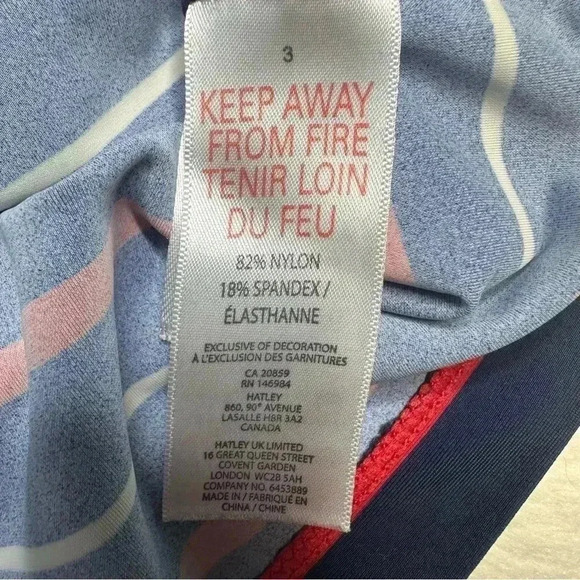 3
KEEP AWAY
FROM FIRE
TENIR LOIN
DU FEU
82% NYLON
18% SPANDEX /
ÉLASTHANNE
EXCLUSIVE OF DECORATION
À L'EXCLUSION DES GARNITURES
CA 20859
RN 146984
HATLEY
860, 90e AVENUE
LASALLE H8R 3A2
CANADA
HATLEY UK LIMITED
16 GREAT QUEEN STREET
COVENT GARDEN
LONDON WC2B 5AH
COMPANY NO. 6453889
MADE IN / FABRIQUÉ EN
CHINA / CHINE